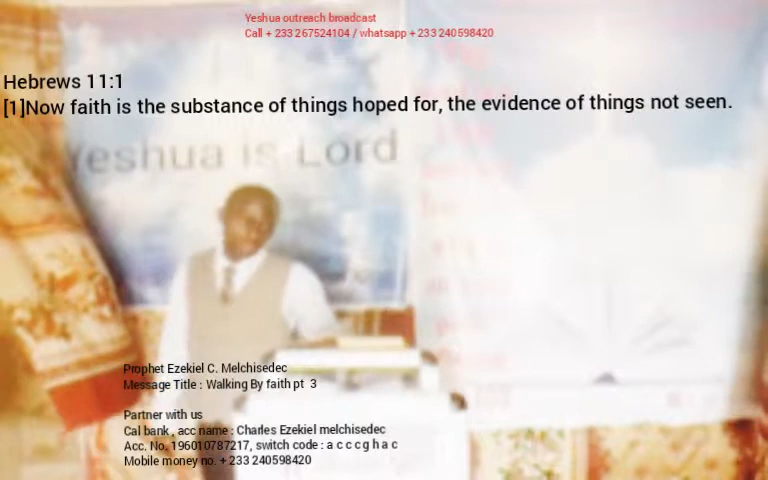 Yeshua outreach broadcast
Call + 233 267524104 / whatsapp + 233 240598420
Hebrews 11:1
[1]Now faith is the substance of things hoped for, the evidence of things not seen.
Yeshua is Lord
Prophet Ezekiel C. Melchisedec
Message Title : Walking By faith pt 3
Partner with us
Cal bank , acc name : Charles Ezekiel melchisedec
Acc. No. 196010787217, switch code : a c c c g h a c
Mobile money no. + 233 240598420